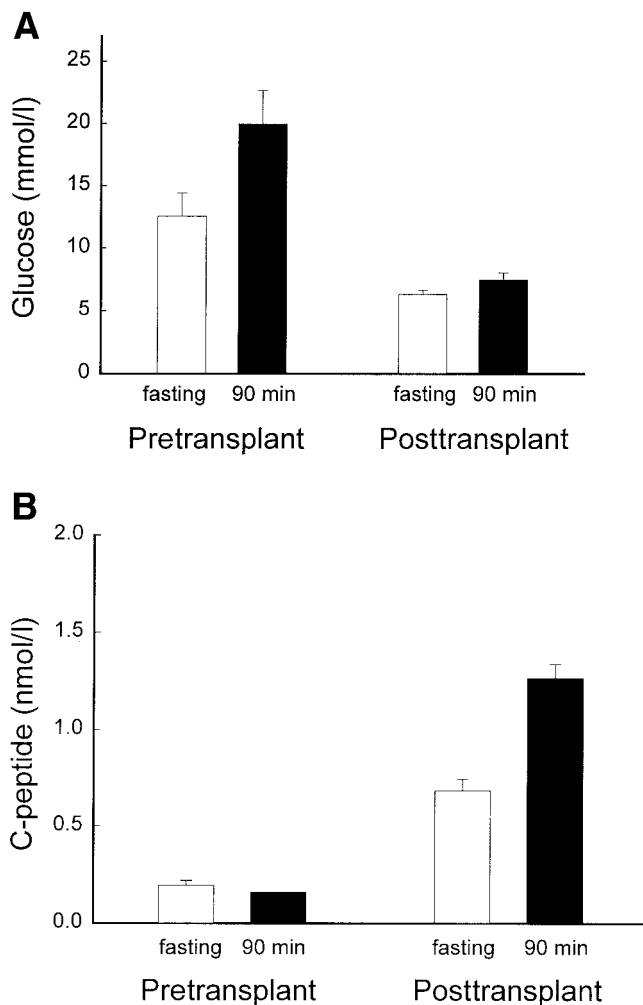 A
Glucose (mmol/l)
25
20
15
10
5
0
fasting 90 min fasting 90 min
Pretransplant Posttransplant
B
C-peptide (nmol/l)
2.0
1.5
1.0
0.5
0.0
fasting 90 min fasting 90 min
Pretransplant Posttransplant